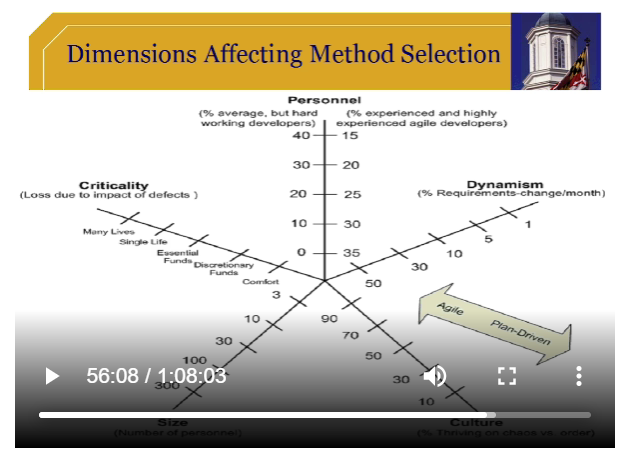 Dimensions Affecting Method Selection
Personnel
(% average, but hard working developers)
(% experienced and highly experienced agile developers)
40 15
30 20
20 25
10 30
0 35
Criticality
(Loss due to impact of defects )
Many Lives
Single Life
Essential
Funds
Discretionary
Funds
Comfort
Dynamism
(% Requirements-change/month)
1
5
10
30
50
3
10
30
100
300
90
70
50
30
10
Agile Plan-Driven
56:08 / 1:08:03
Size
(Number of personnel)
Culture
(% Thriving on chaos vs. order)